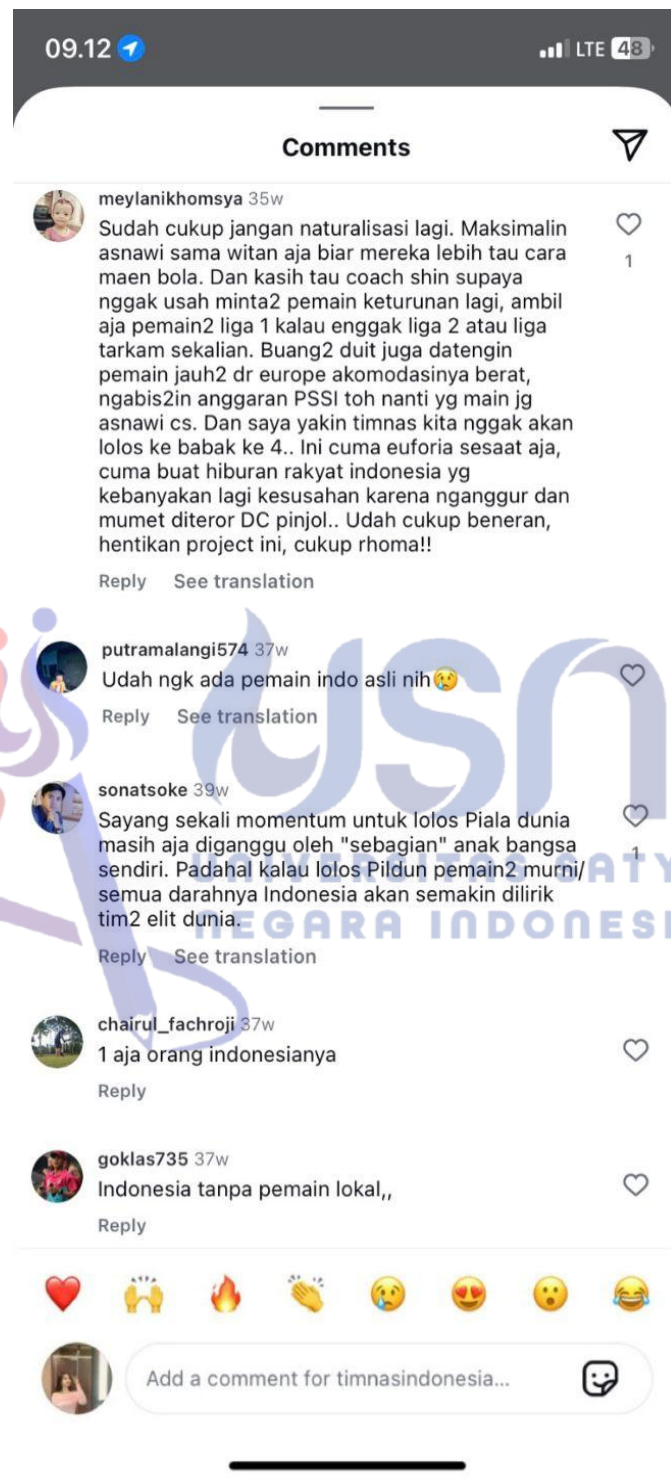 09.12
LTE 48
Comments
meylanikhomsya 35w
Sudah cukup jangan naturalisasi lagi. Maksimalin
asnawi sama witan aja biar mereka lebih tau cara
maen bola. Dan kasih tau coach shin supaya
nggak usah minta2 pemain keturunan lagi, ambil
aja pemain2 liga 1 kalau enggak liga 2 atau liga
tarkam sekalian. Buang2 duit juga datengin
pemain jauh2 dr europe akomodasinya berat,
ngabis2in anggaran PSSI toh nanti yg main jg
asnawi cs. Dan saya yakin timnas kita nggak akan
lolos ke babak ke 4.. Ini cuma euforia sesaat aja,
cuma buat hiburan rakyat indonesia yg
kebanyakan lagi kesusahan karena nganggur dan
mumet diteror DC pinjol.. Udah cukup beneran,
hentikan project ini, cukup rhoma!!
1
Reply See translation
putramalangi574 37w
Udah ngk ada pemain indo asli nih😢
Reply See translation
sonatsoke 39w
Sayang sekali momentum untuk lolos Piala dunia
masih aja diganggu oleh "sebagian" anak bangsa
sendiri. Padahal kalau lolos Pildun pemain2 murni/
semua darahnya Indonesia akan semakin dilirik
tim2 elit dunia.
1
Reply See translation
chairul_fachroji 37w
1 aja orang indonesianya
Reply
goklas735 37w
Indonesia tanpa pemain lokal,,
Reply
❤️ 🙌 🔥 👏 😢 😍 😮 😂
Add a comment for timnasindonesia...
usn
UNIVERSITAS SATY
NEGARA INDONESI